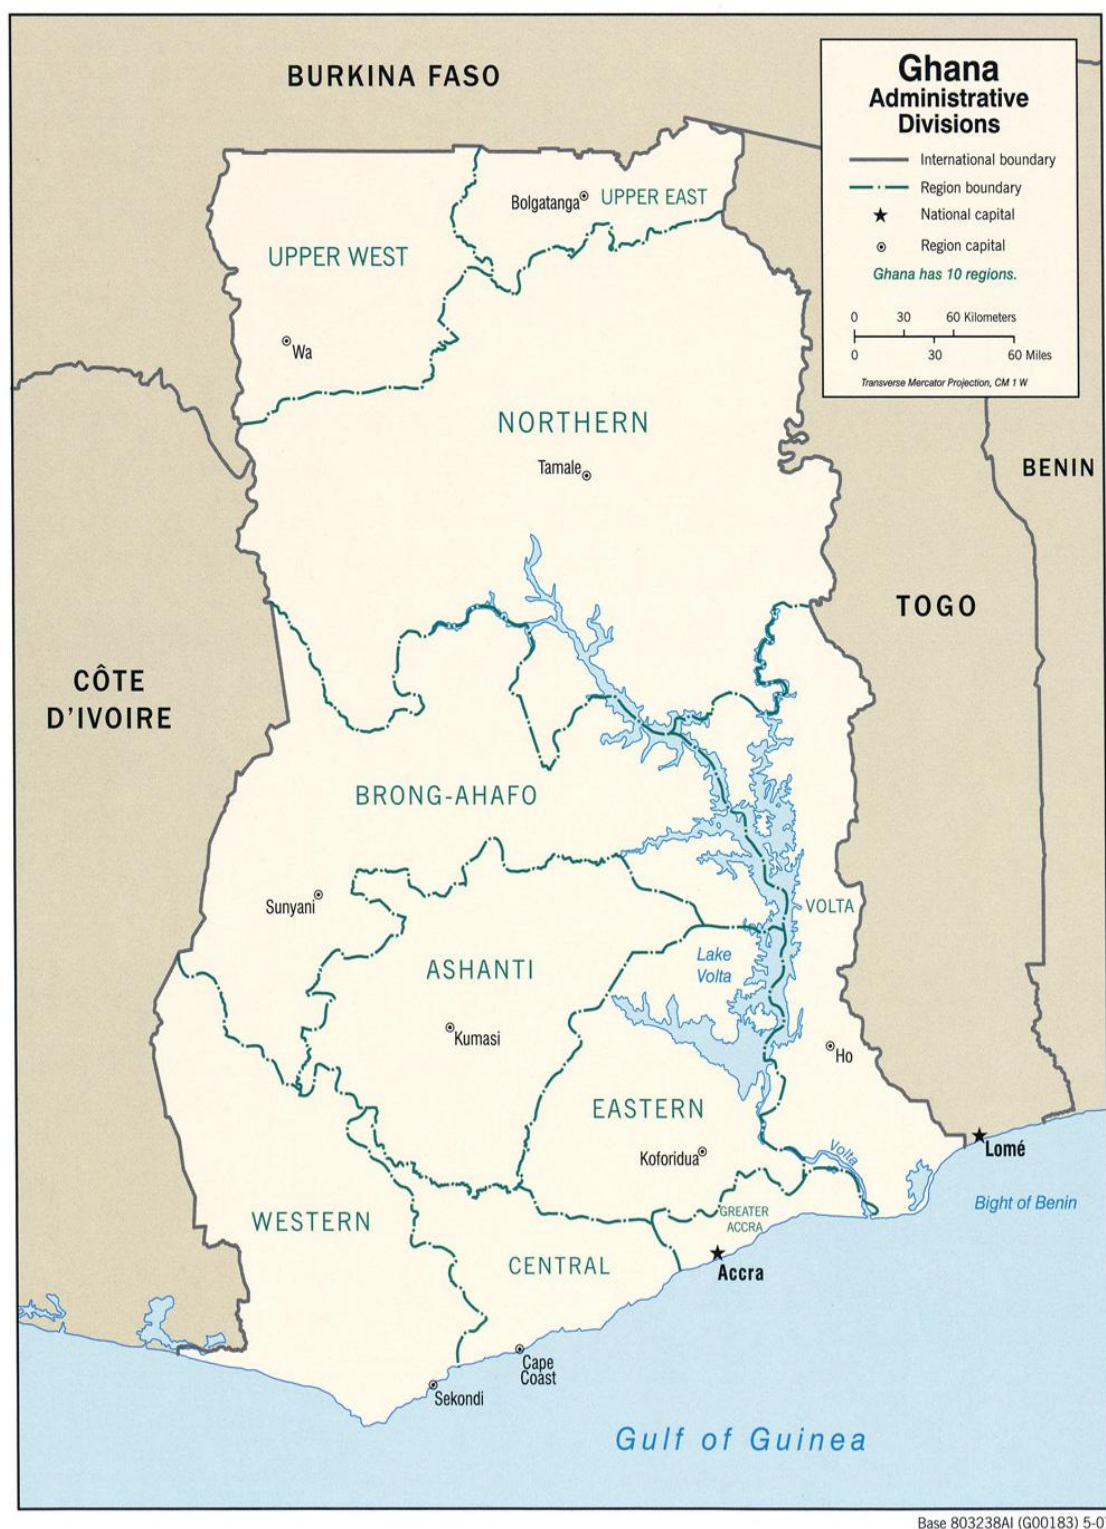 BURKINA FASO
Ghana
Administrative
Divisions
International boundary
Region boundary
National capital
Region capital
Ghana has 10 regions.
0 30 60 Kilometers
0 30 60 Miles
Transverse Mercator Projection, CM 1 W
Bolgatanga
UPPER EAST
UPPER WEST
Wa
NORTHERN
Tamale
BENIN
TOGO
CÔTE
D'IVOIRE
BRONG-AHAFO
Sunyani
VOLTA
ASHANTI
Lake
Volta
Kumasi
Ho
EASTERN
Koforidua
Volta
Lomé
Bight of Benin
WESTERN
GREATER
ACCRA
CENTRAL
Accra
Cape
Coast
Sekondi
Gulf of Guinea
Base 803238AI (G00183) 5-0